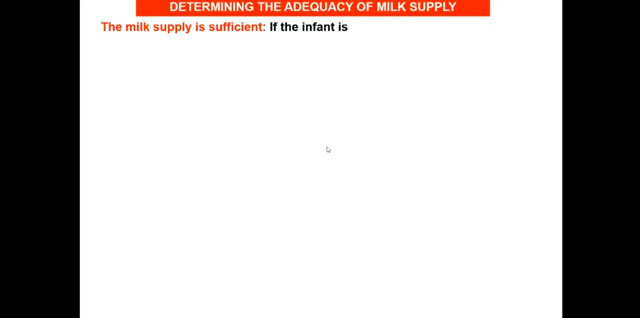 DETERMINING THE ADEQUACY OF MILK SUPPLY
The milk supply is sufficient: If the infant is